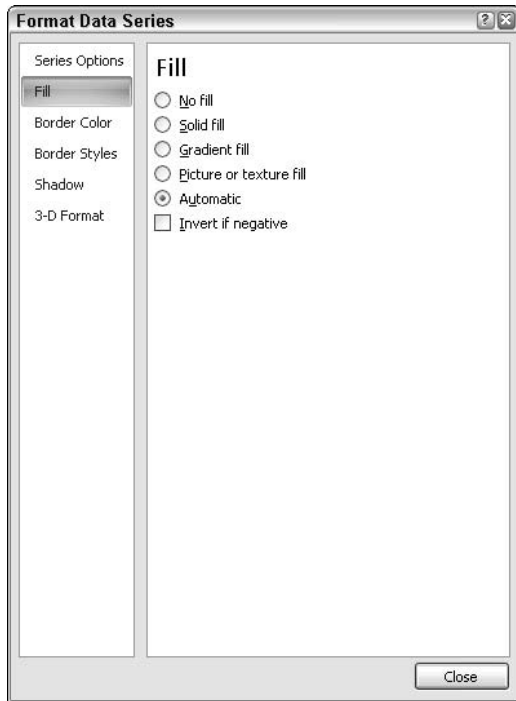 Format Data Series
Series Options
Fill
Border Color
Border Styles
Shadow
3-D Format
Fill
No fill
Solid fill
Gradient fill
Picture or texture fill
Automatic
Invert if negative
Close